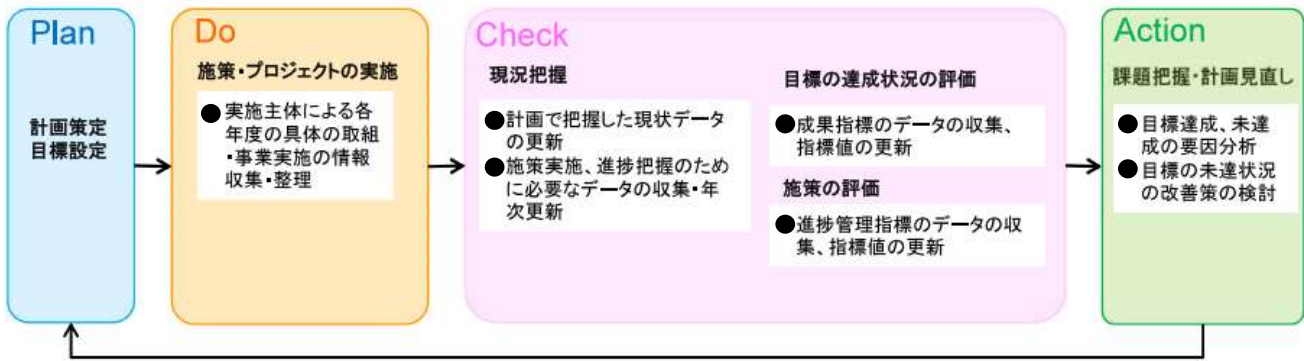 Plan
計画策定
目標設定
Do
施策・プロジェクトの実施
●実施主体による各
年度の具体の取組
・事業実施の情報
収集・整理
Check
現況把握
●計画で把握した現状データ
の更新
●施策実施、進捗把握のため
に必要なデータの収集・年
次更新
目標の達成状況の評価
●成果指標のデータの収集、
指標値の更新
施策の評価
●進捗管理指標のデータの収
集、指標値の更新
Action
課題把握・計画見直し
●目標達成、未達
成の要因分析
●目標の未達状況
の改善策の検討